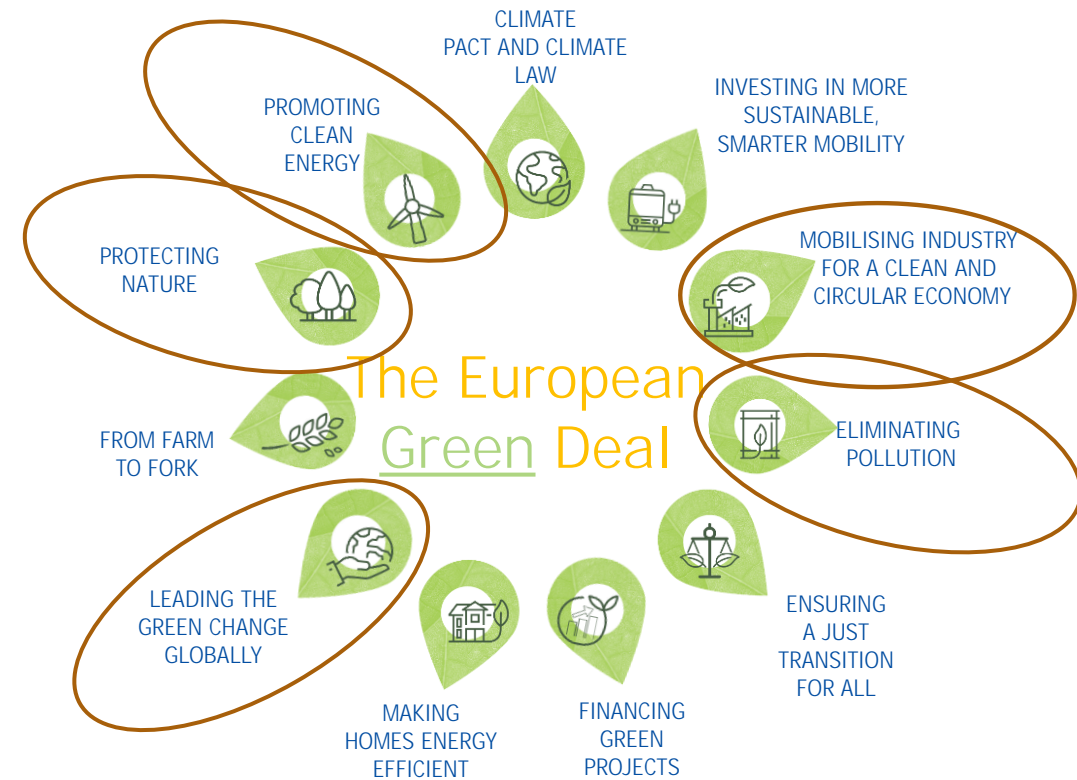 CLIMATE
PACT AND CLIMATE
LAW
INVESTING IN MORE
SUSTAINABLE,
SMARTER MOBILITY
PROMOTING
CLEAN
ENERGY
MOBILISING INDUSTRY
FOR A CLEAN AND
CIRCULAR ECONOMY
PROTECTING
NATURE
The European
Green Deal
ELIMINATING
POLLUTION
FROM FARM
TO FORK
LEADING THE
GREEN CHANGE
GLOBALLY
ENSURING
A JUST
TRANSITION
FOR ALL
MAKING
HOMES ENERGY
EFFICIENT
FINANCING
GREEN
PROJECTS